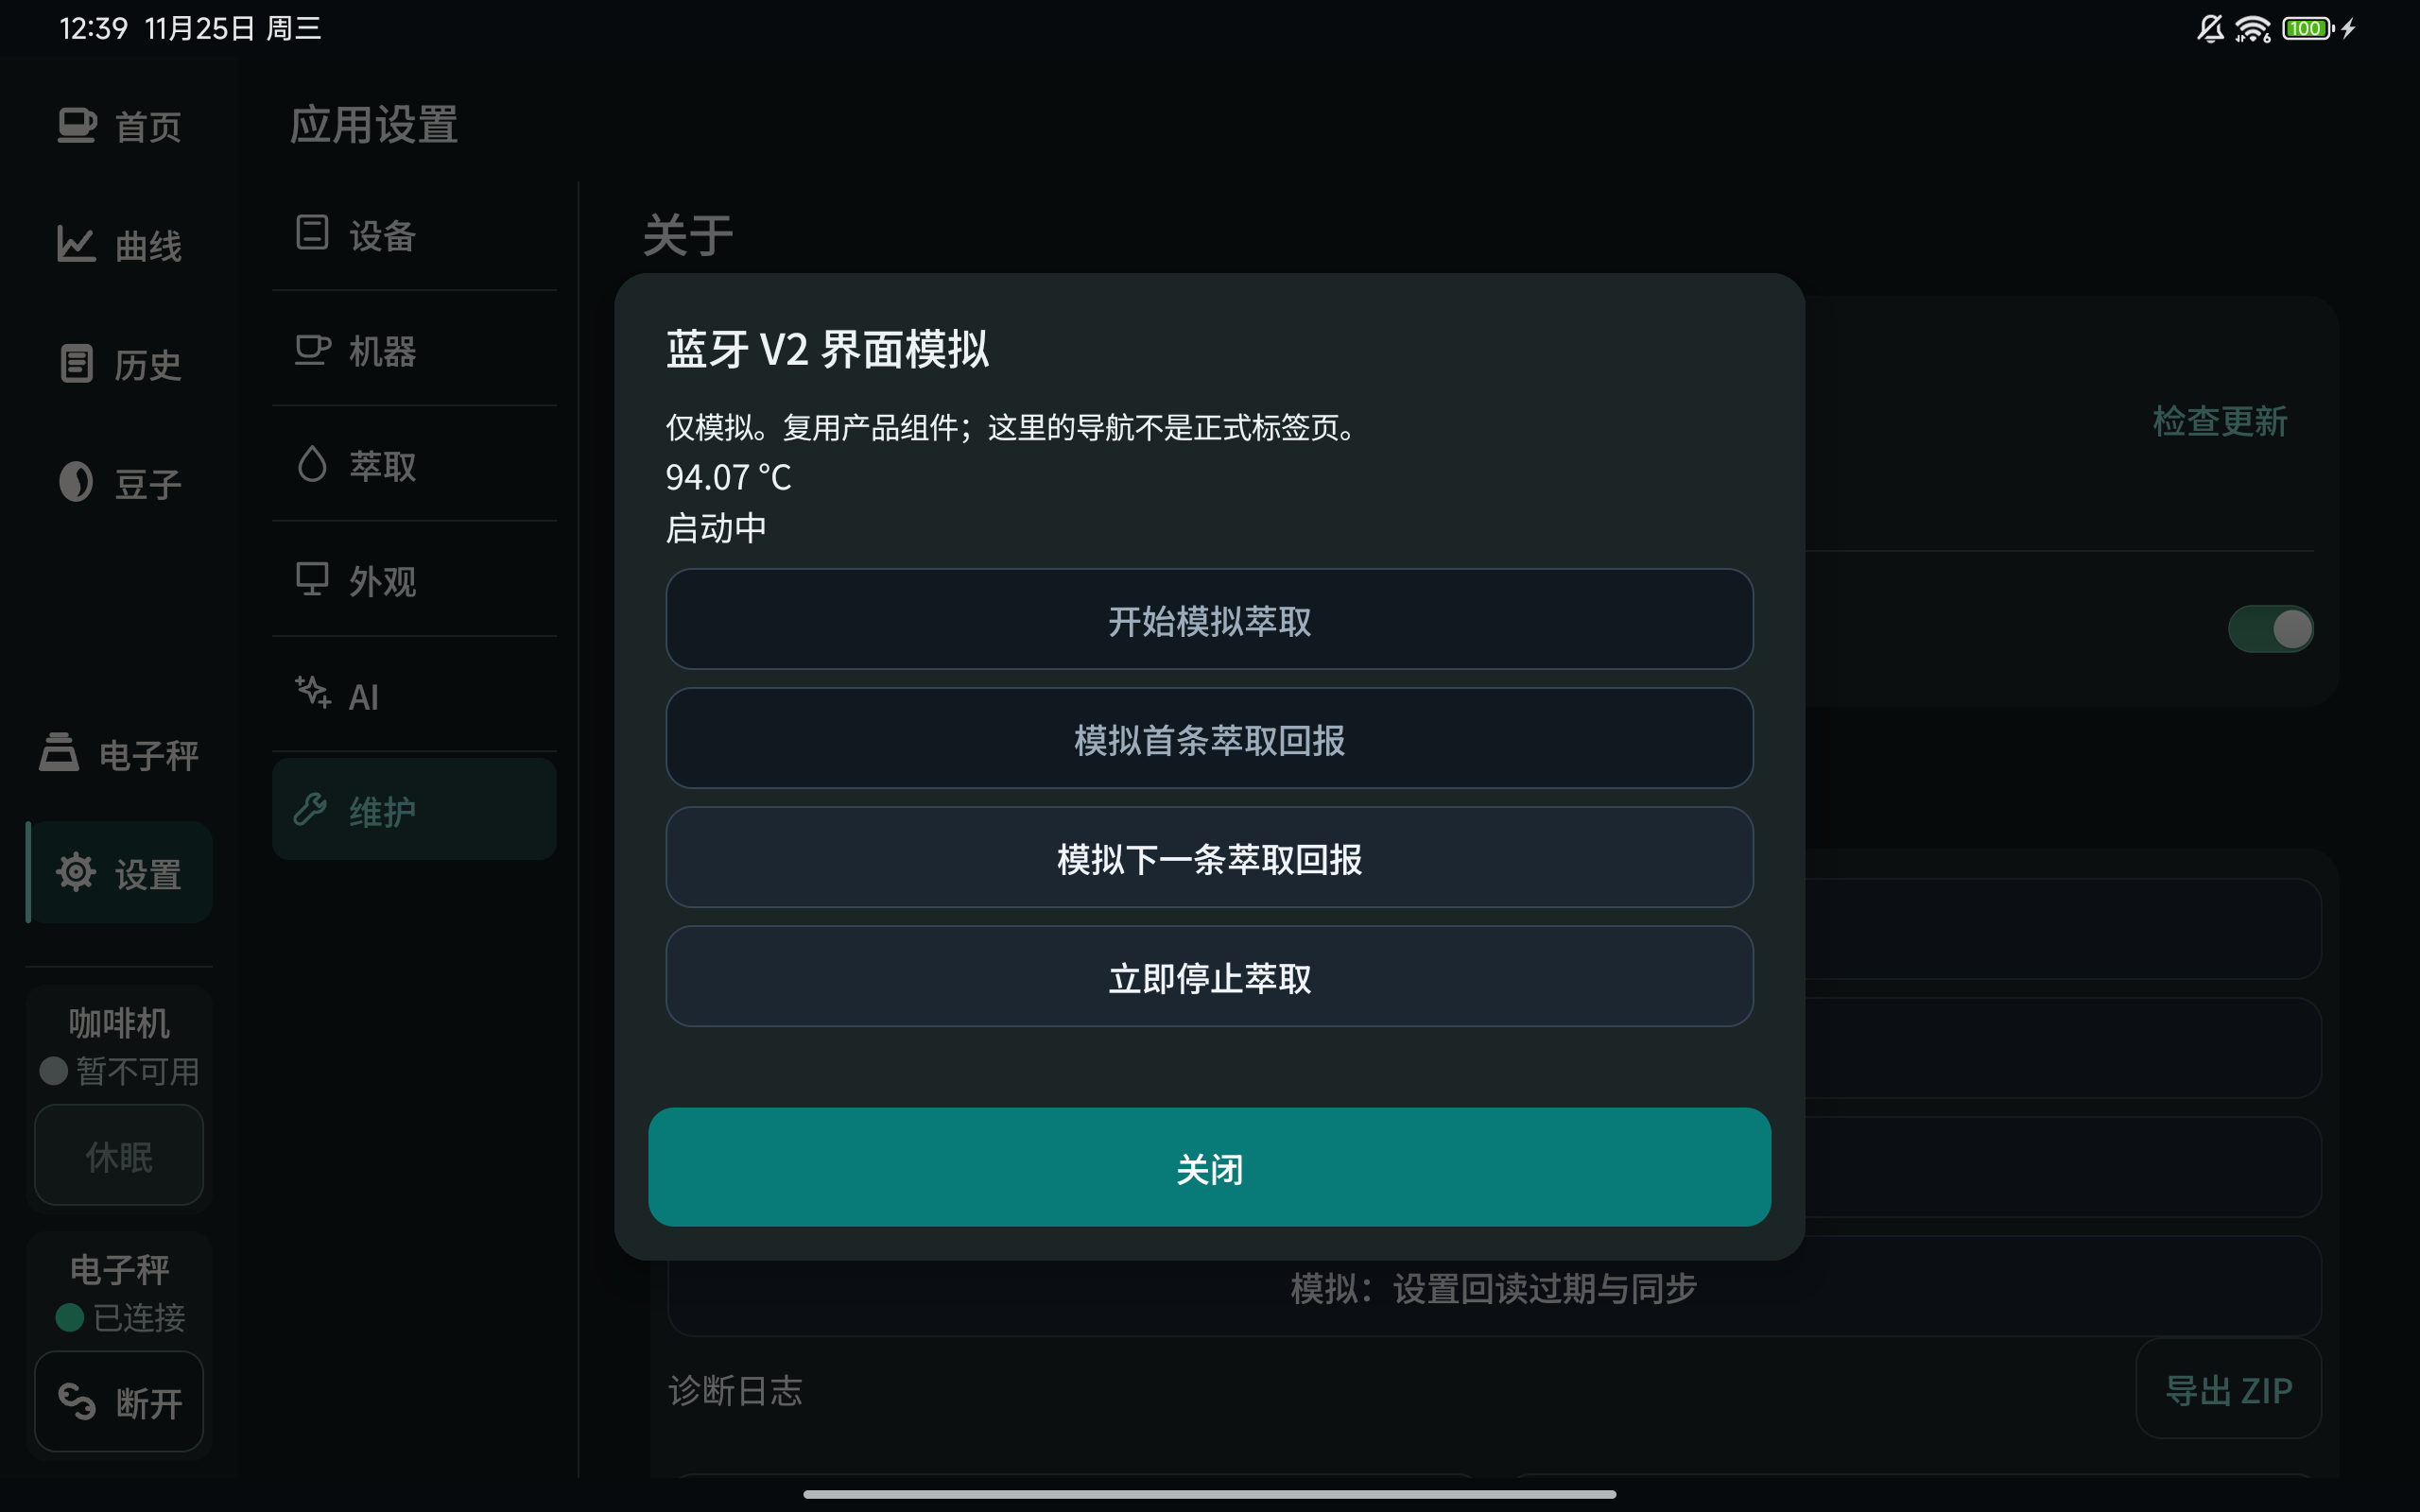 12:39 11月25日 周三
100
6
首页
曲线
历史
豆子
电子秤
设置
咖啡机
暂不可用
休眠
电子秤
已连接
断开
应用设置
设备
机器
萃取
外观
AI
维护
关于
检查更新
蓝牙 V2 界面模拟
仅模拟。复用产品组件；这里的导航不是正式标签页。
94.07 °C
启动中
开始模拟萃取
模拟首条萃取回报
模拟下一条萃取回报
立即停止萃取
关闭
模拟：设置回读过期与同步
诊断日志
导出 ZIP